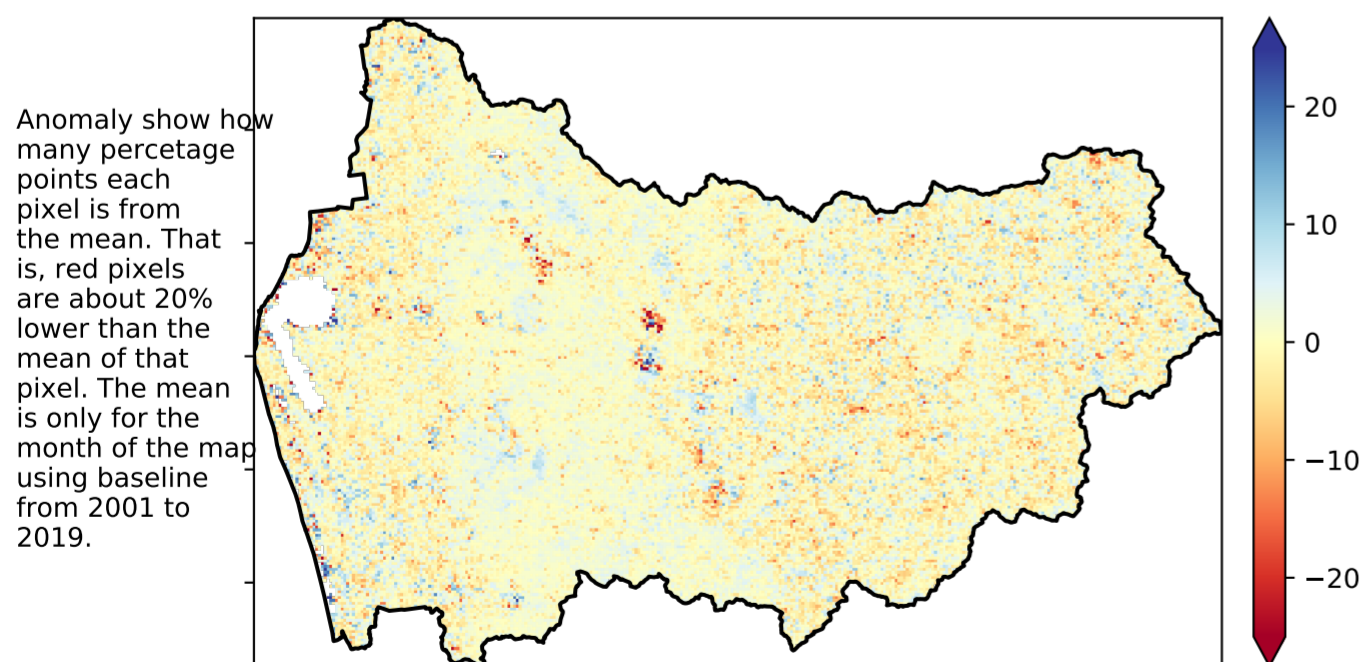 Anomaly show how
many percetage
points each
pixel is from
the mean. That
is, red pixels
are about 20%
lower than the
mean of that
pixel. The mean
is only for the
month of the map
using baseline
from 2001 to
2019.
20
10
0
−10
−20